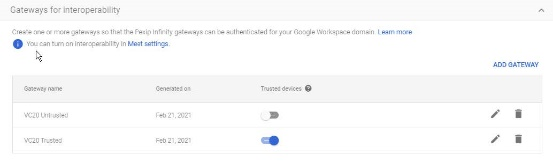 Gateways for interoperability
Create one or more gateways so that the Pexip Infinity gateways can be authenticated for your Google Workspace domain. Learn more
You can turn on interoperability in Meet settings.
ADD GATEWAY
Gateway name Generated on Trusted devices
VC20 Untrusted Feb 21, 2021
VC20 Trusted Feb 21, 2021